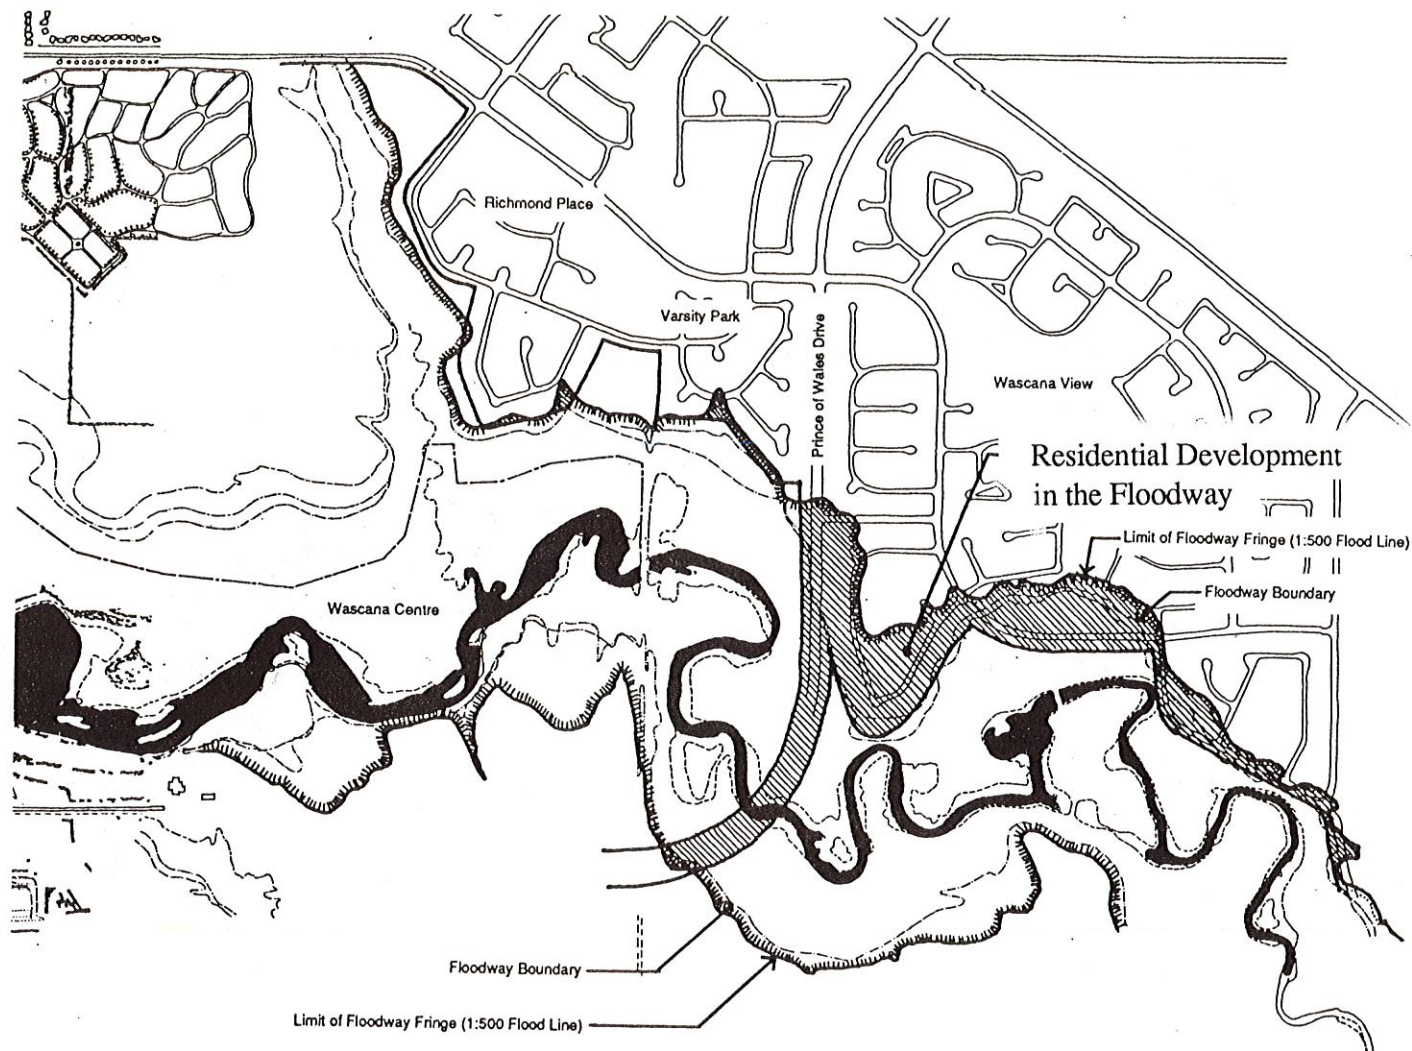 Richmond Place
Varsity Park
Prince of Wales Drive
Wascana View
Residential Development
in the Floodway
Limit of Floodway Fringe (1:500 Flood Line)
Floodway Boundary
Wascana Centre
Floodway Boundary
Limit of Floodway Fringe (1:500 Flood Line)